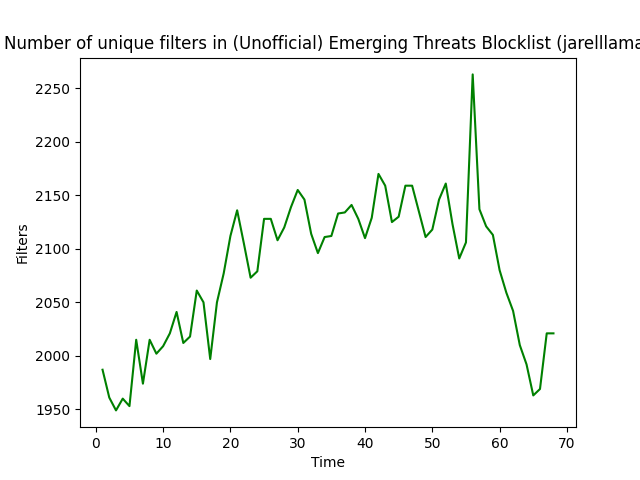 Number of unique filters in (Unofficial) Emerging Threats Blocklist (jarelllama
2250
2200
2150
2100
2050
2000
1950
Filters
0 10 20 30 40 50 60 70
Time